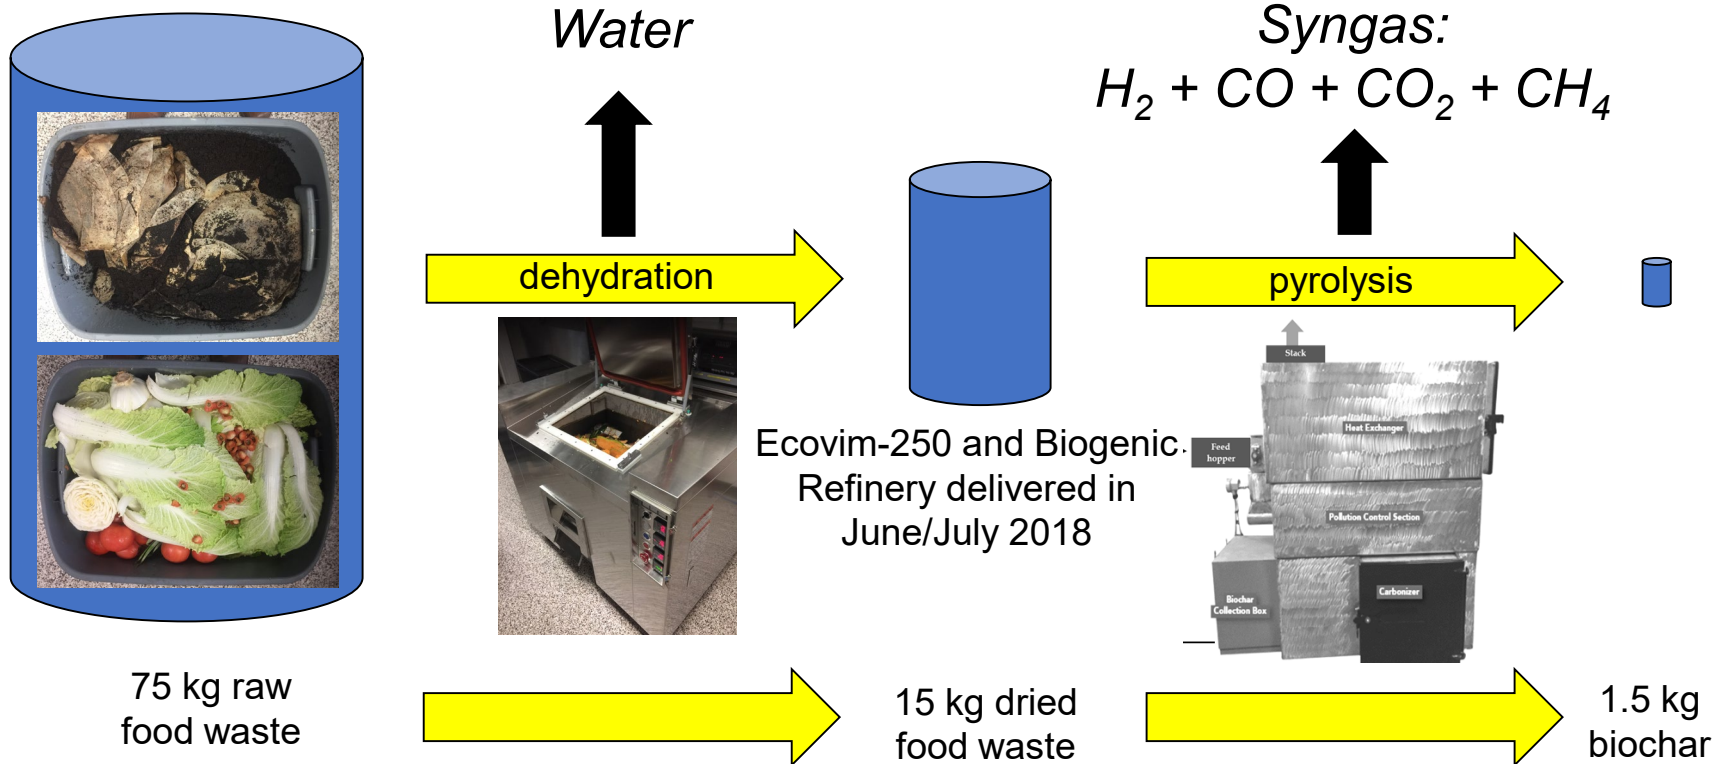 Water
Syngas:
H₂ + CO + CO₂ + CH₄
dehydration
pyrolysis
Ecovim-250 and Biogenic
Refinery delivered in
June/July 2018
Stack
Heat Exchanger
Feed
hopper
Pollution Control Section
Biochar
Collection Box
Carbonizer
75 kg raw
food waste
15 kg dried
food waste
1.5 kg
biochar